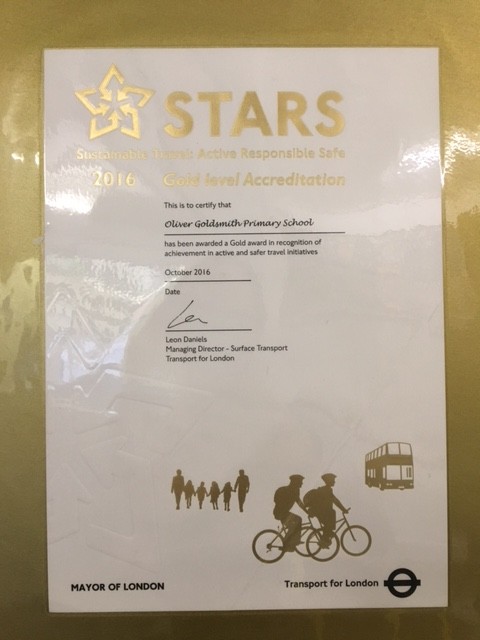 STARS
Sustainable Travel: Active Responsible Safe
2016 Gold level Accreditation
This is to certify that
Oliver Goldsmith Primary School
has been awarded a Gold award in recognition of
achievement in active and safer travel initiatives
October 2016
Date
Leon Daniels
Managing Director - Surface Transport
Transport for London
MAYOR OF LONDON
Transport for London